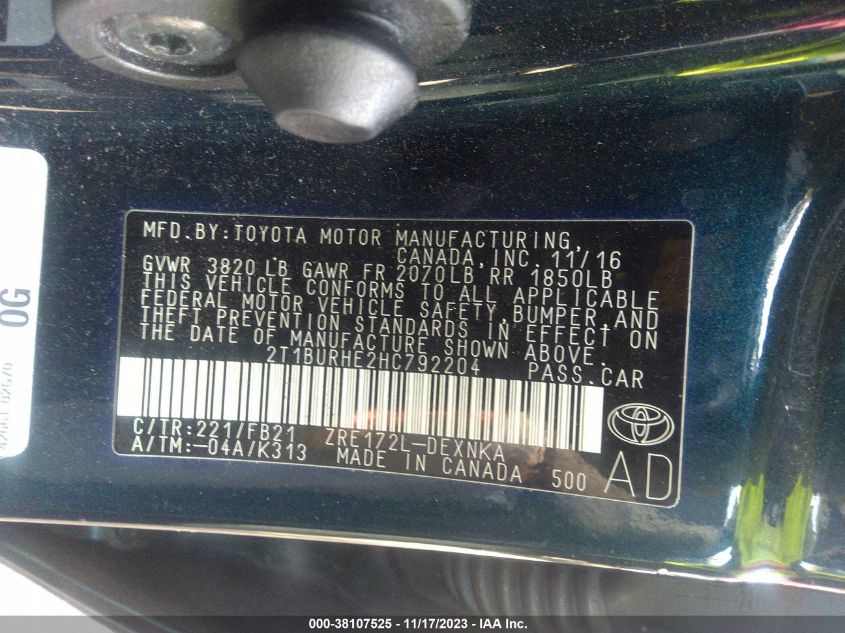 MFD. BY: TOYOTA MOTOR MANUFACTURING,
CANADA, INC. 11/16
GVWR 3820 LB GAWR FR 2070LB, RR 1850LB
THIS VEHICLE CONFORMS TO ALL APPLICABLE
FEDERAL MOTOR VEHICLE SAFETY, BUMPER, AND
THEFT PREVENTION STANDARDS IN EFFECT ON
THE DATE OF MANUFACTURE SHOWN ABOVE.
2T1BURHE2HC792204 PASS. CAR
C/TR: 221/FB21 ZRE172L-DEXNKA
A/TM: -04A/K313 MADE IN CANADA 500
AD
0G
000-38107525 - 11/17/2023 - IAA Inc.